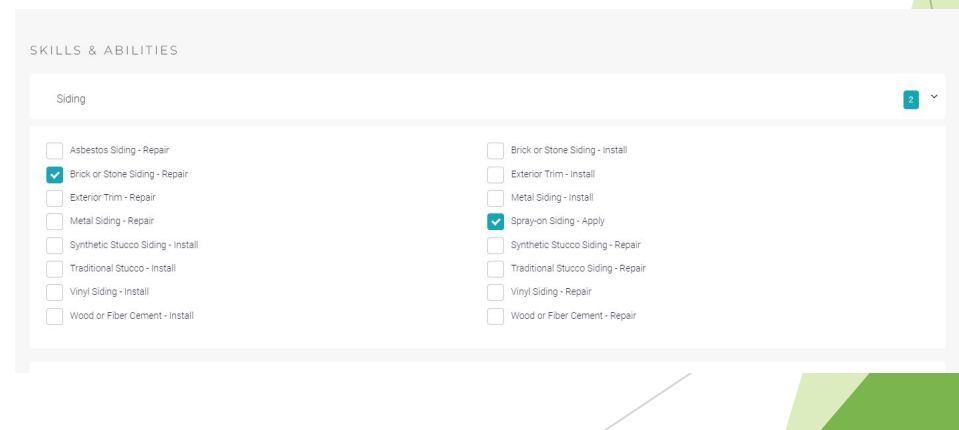 SKILLS & ABILITIES
Siding 2
Asbestos Siding - Repair
Brick or Stone Siding - Install
Brick or Stone Siding - Repair
Exterior Trim - Install
Exterior Trim - Repair
Metal Siding - Install
Metal Siding - Repair
Spray-on Siding - Apply
Synthetic Stucco Siding - Install
Synthetic Stucco Siding - Repair
Traditional Stucco - Install
Traditional Stucco Siding - Repair
Vinyl Siding - Install
Vinyl Siding - Repair
Wood or Fiber Cement - Install
Wood or Fiber Cement - Repair